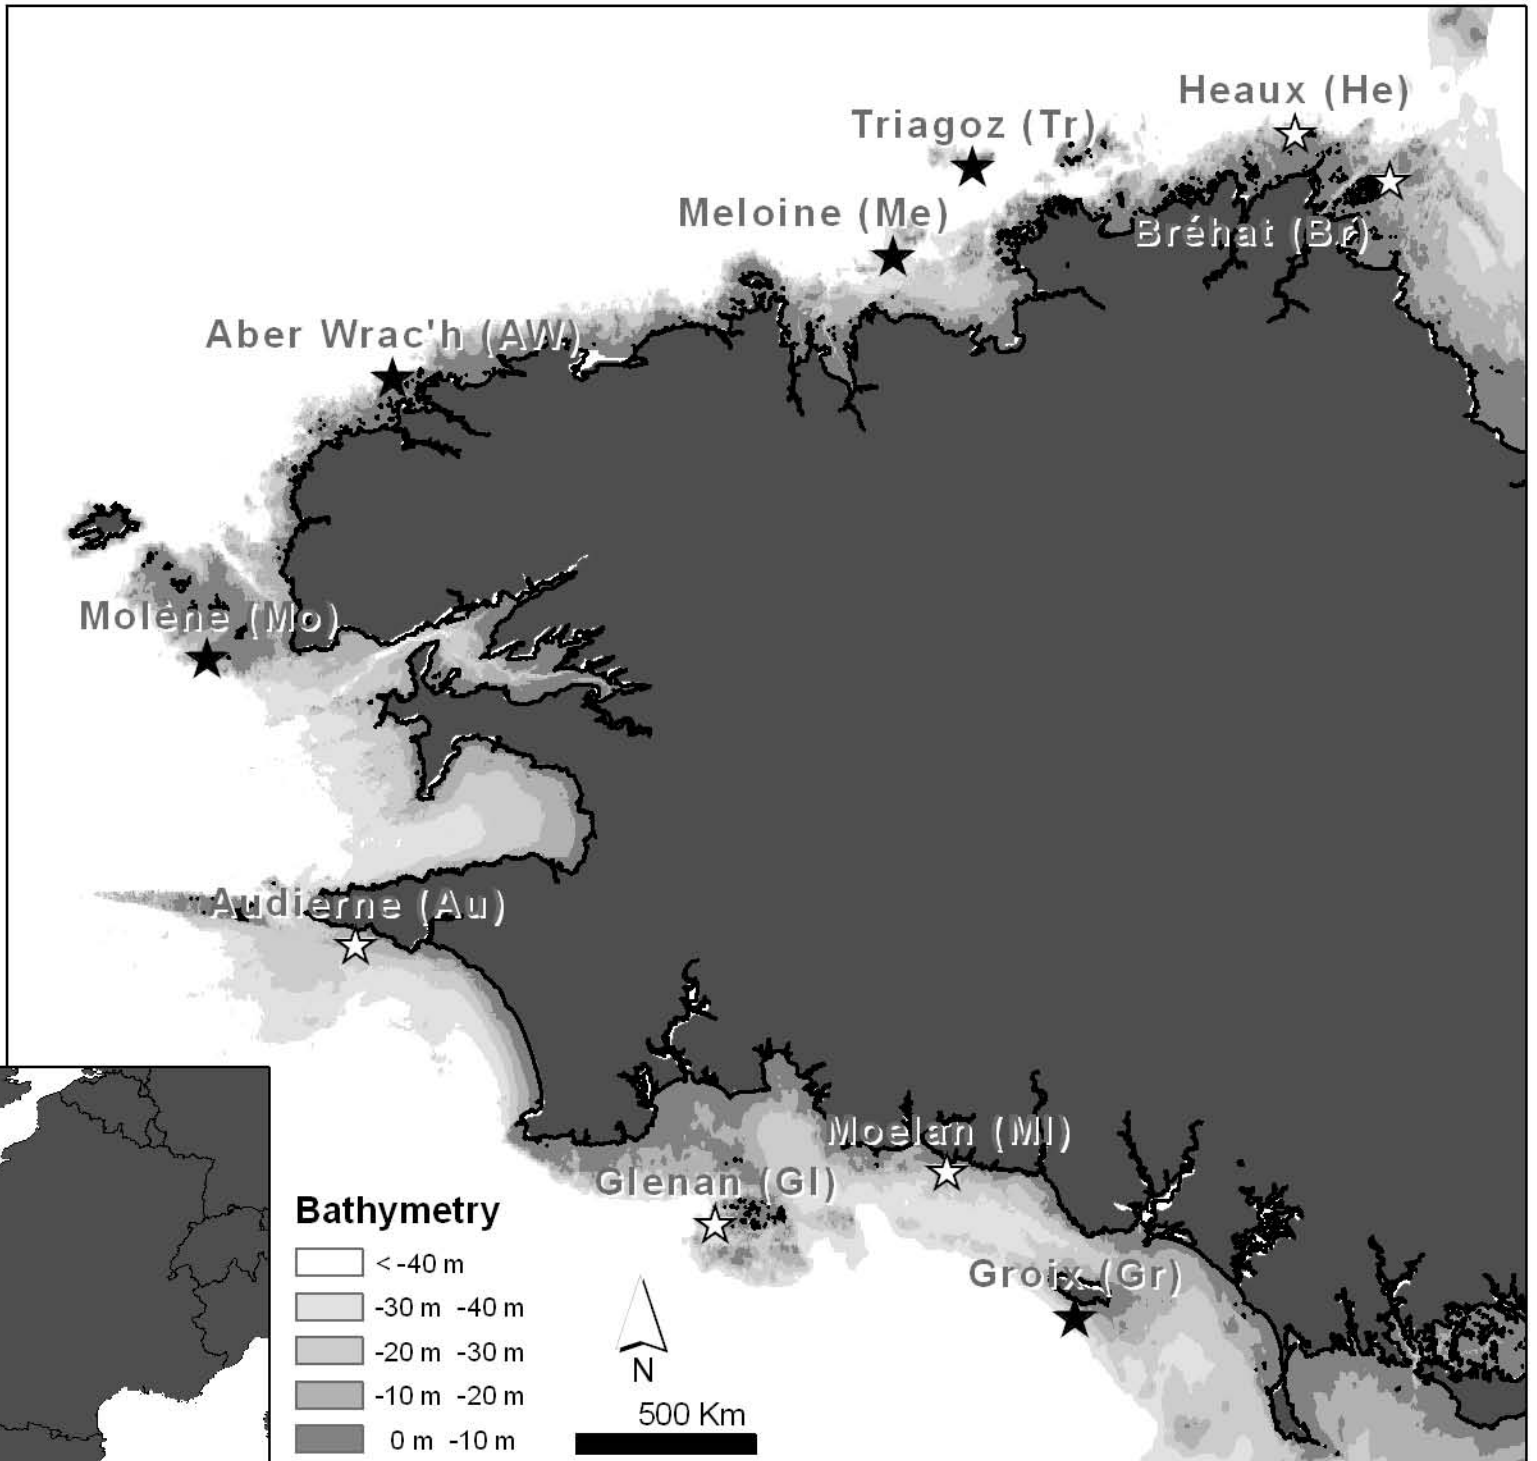 Heaux (He)
Triagoz (Tr)
Meloine (Me)
Bréhat (Br)
Aber Wrac'h (AW)
Molène (Mo)
Audierne (Au)
Moelan (Ml)
Glenan (Gl)
Groix (Gr)
Bathymetry
< -40 m
-30 m -40 m
-20 m -30 m
-10 m -20 m
0 m -10 m
N
500 Km